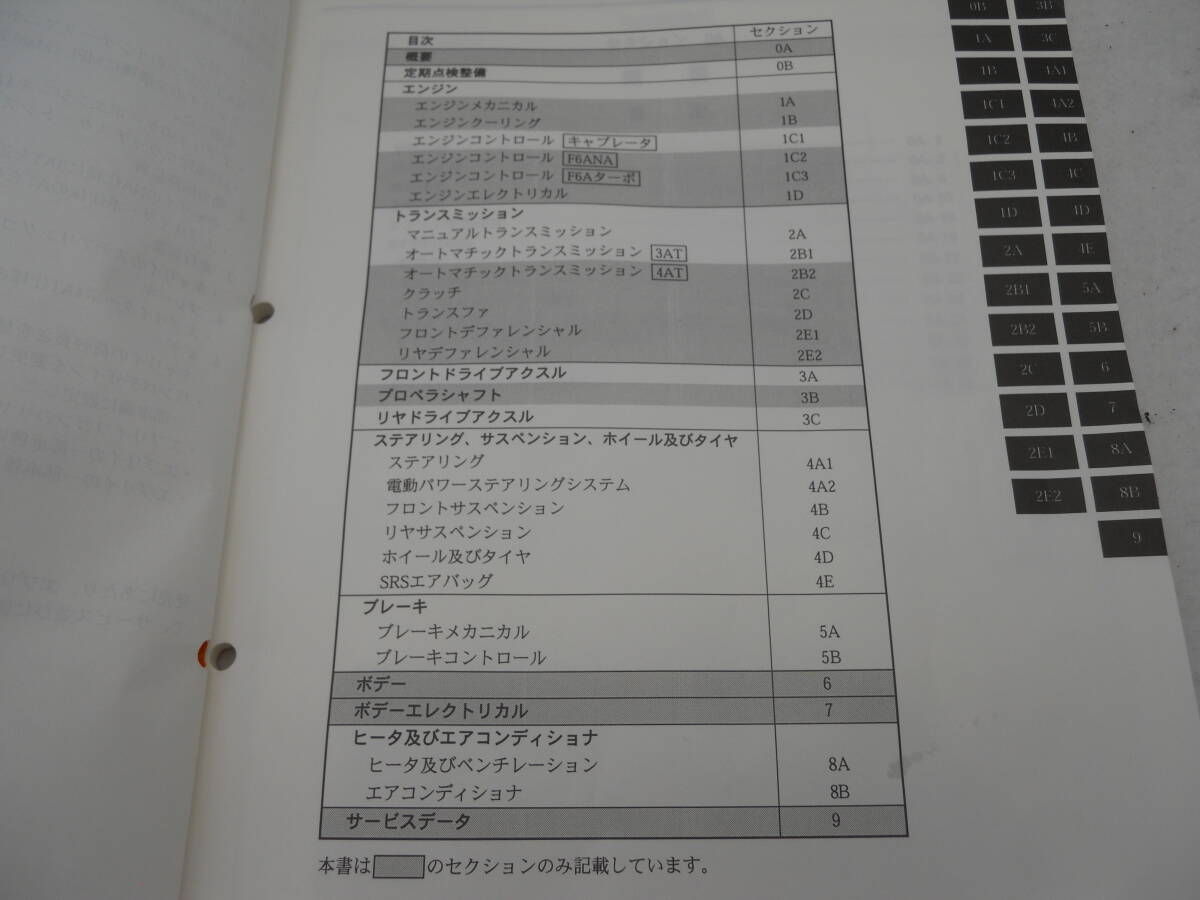 目次 セクション
概要 0A
定期点検整備 0B
エンジン
エンジンメカニカル 1A
エンジンクーリング 1B
エンジンコントロール キャブレータ 1C1
エンジンコントロール F6ANA 1C2
エンジンコントロール F6Aターボ 1C3
エンジンエレクトリカル 1D
トランスミッション
マニュアルトランスミッション 2A
オートマチックトランスミッション 3AT 2B1
オートマチックトランスミッション 4AT 2B2
クラッチ 2C
トランスファ 2D
フロントデファレンシャル 2E1
リヤデファレンシャル 2E2
フロントドライブアクスル 3A
プロペラシャフト 3B
リヤドライブアクスル 3C
ステアリング、サスペンション、ホイール及びタイヤ
ステアリング 4A1
電動パワーステアリングシステム 4A2
フロントサスペンション 4B
リヤサスペンション 4C
ホイール及びタイヤ 4D
SRSエアバッグ 4E
ブレーキ
ブレーキメカニカル 5A
ブレーキコントロール 5B
ボデー 6
ボデーエレクトリカル 7
ヒータ及びエアコンディショナ
ヒータ及びベンチレーション 8A
エアコンディショナ 8B
サービスデータ 9
本書は のセクションのみ記載しています。
0B 3B
1A 3C
1B 4A1
1C1 4A2
1C2 4B
1C3 4C
1D 4D
2A 4E
2B1 5A
2B2 5B
2C 6
2D 7
2E1 8A
2E2 8B
9